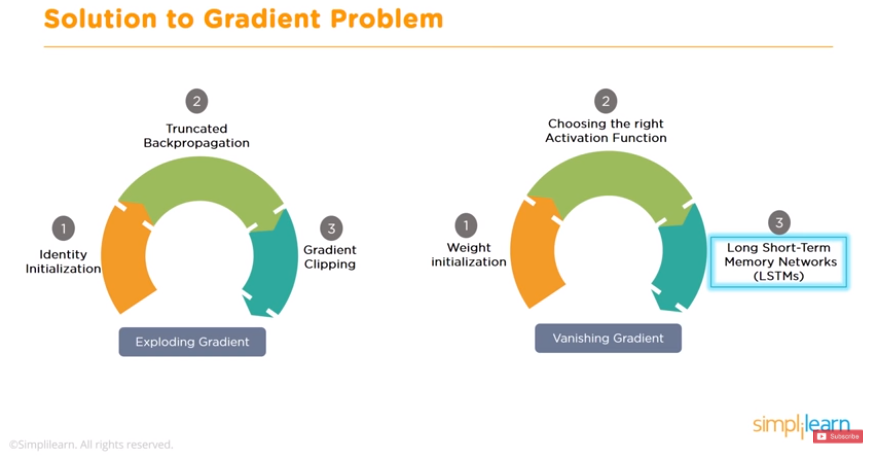 Solution to Gradient Problem
2
Truncated
Backpropagation
1
Identity
Initialization
3
Gradient
Clipping
Exploding Gradient
2
Choosing the right
Activation Function
1
Weight
initialization
3
Long Short-Term
Memory Networks
(LSTMs)
Vanishing Gradient
©Simplilearn. All rights reserved.
simplilearn
Subscribe